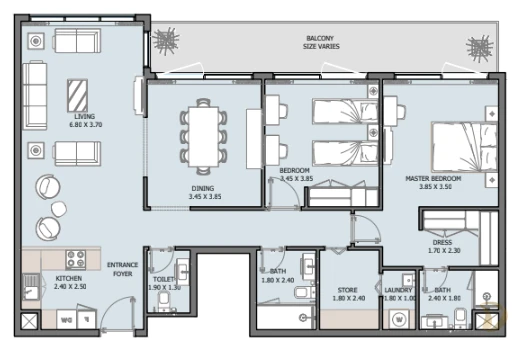 BALCONY
SIZE VARIES
LIVING
6.80 X 3.70
BEDROOM
3.45 X 3.85
MASTER BEDROOM
3.85 X 3.50
DINING
3.45 X 3.85
DRESS
1.70 X 2.30
ENTRANCE
FOYER
KITCHEN
2.40 X 2.50
TOILET
1.90 X 1.30
BATH
1.80 X 2.40
STORE
1.80 X 2.40
LAUNDRY
1.80 X 1.00
BATH
2.40 X 1.80
W